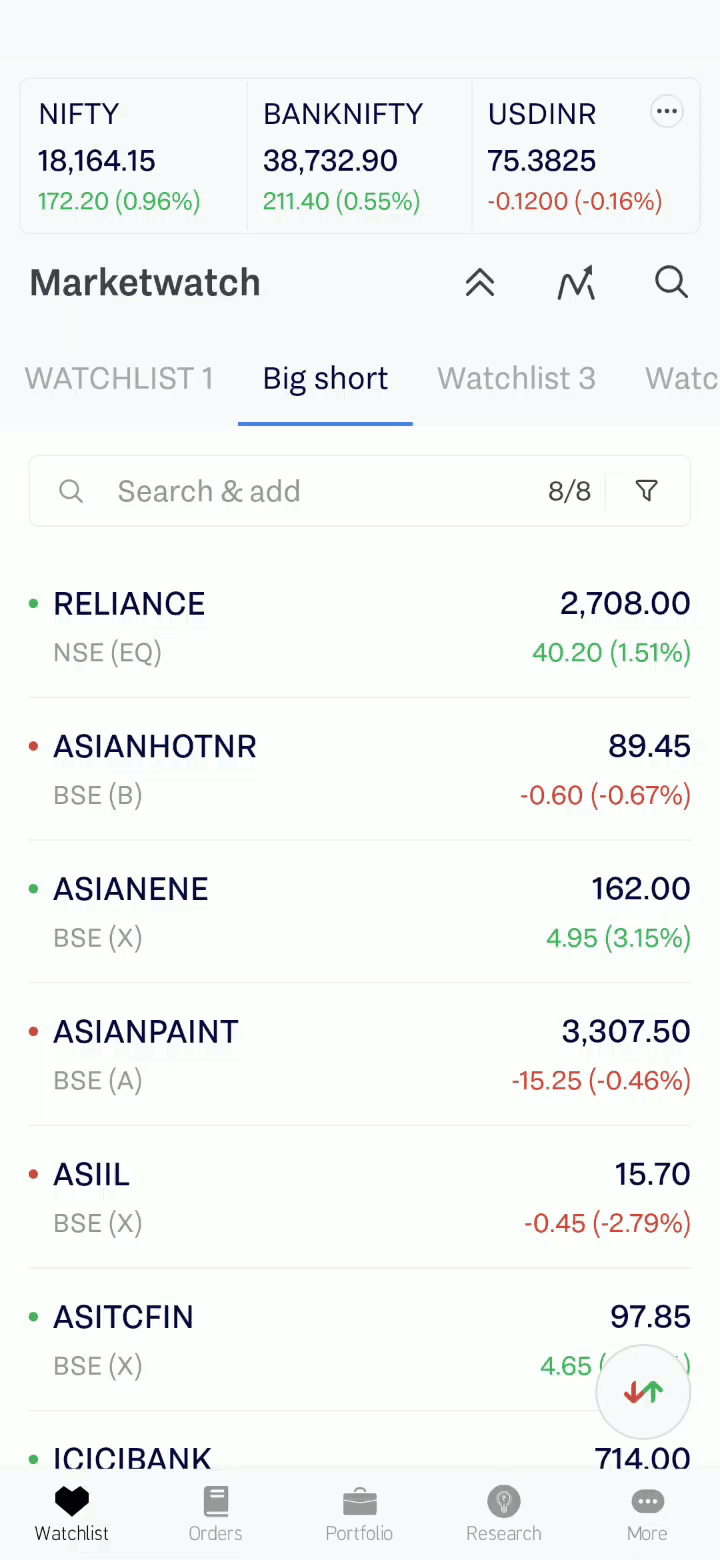 NIFTY BANKNIFTY USDINR
18,164.15 38,732.90 75.3825
172.20 (0.96%) 211.40 (0.55%) -0.1200 (-0.16%)
Marketwatch
WATCHLIST 1 Big short Watchlist 3 Watc
Search & add 8/8
RELIANCE 2,708.00
NSE (EQ) 40.20 (1.51%)
ASIANHOTNR 89.45
BSE (B) -0.60 (-0.67%)
ASIANENE 162.00
BSE (X) 4.95 (3.15%)
ASIANPAINT 3,307.50
BSE (A) -15.25 (-0.46%)
ASIIL 15.70
BSE (X) -0.45 (-2.79%)
ASITCFIN 97.85
BSE (X) 4.65
ICICIBANK 714.00
Watchlist Orders Portfolio Research More